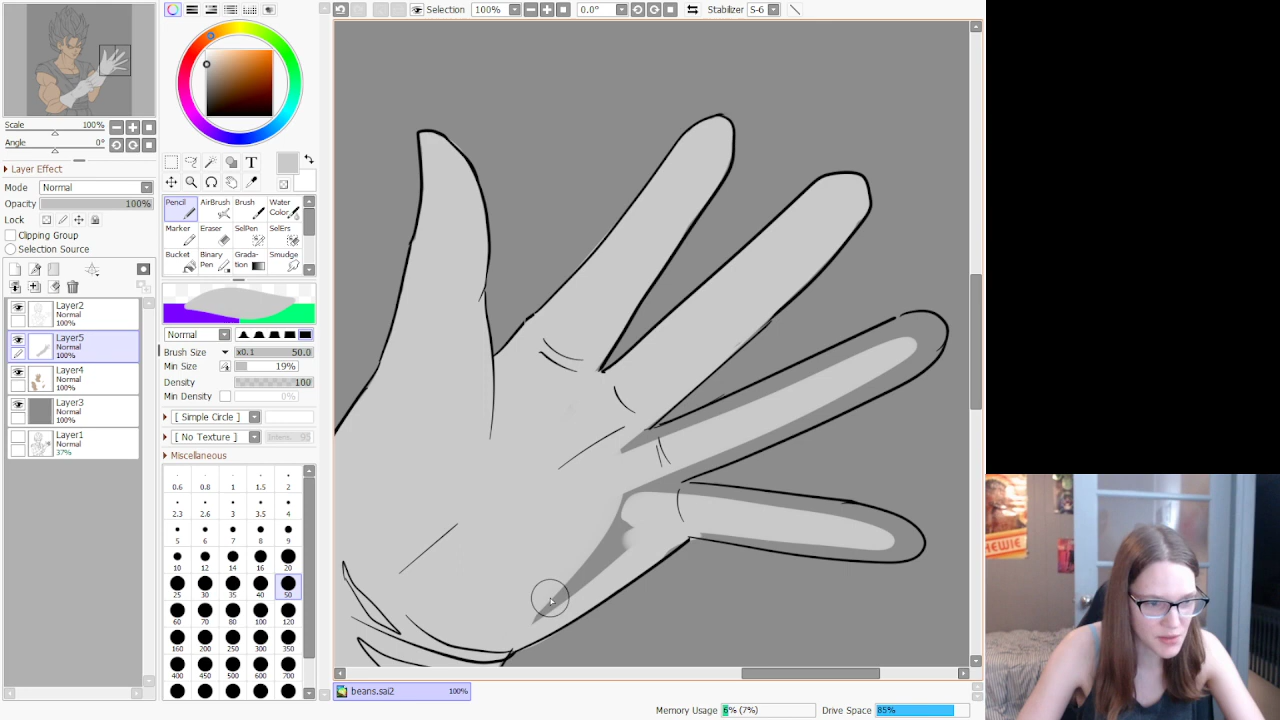 Selection
100%
0.0°
Stabilizer S-6
Scale 100%
Angle 0°
Layer Effect
Mode Normal
Opacity 100%
Lock
Clipping Group
Selection Source
Layer2
Normal
100%
Layer5
Normal
100%
Layer4
Normal
100%
Layer3
Normal
100%
Layer1
Normal
37%
T
Pencil AirBrush Brush Water Color
Marker Eraser SelPen SelErs
Bucket Binary Pen Grada-tion Smudge
Normal
Brush Size x0.1 50.0
Min Size 19%
Density 100
Min Density 0%
[ Simple Circle ]
[ No Texture ] Intens. 95
Miscellaneous
0.6 0.8 1 1.5 2
2.3 2.6 3 3.5 4
5 6 7 8 9
10 12 14 16 20
25 30 35 40 50
60 70 80 100 120
160 200 250 300 350
400 450 500 600 700
beans.sai2 100%
Memory Usage 6% (7%) Drive Space 85%
HEWIE